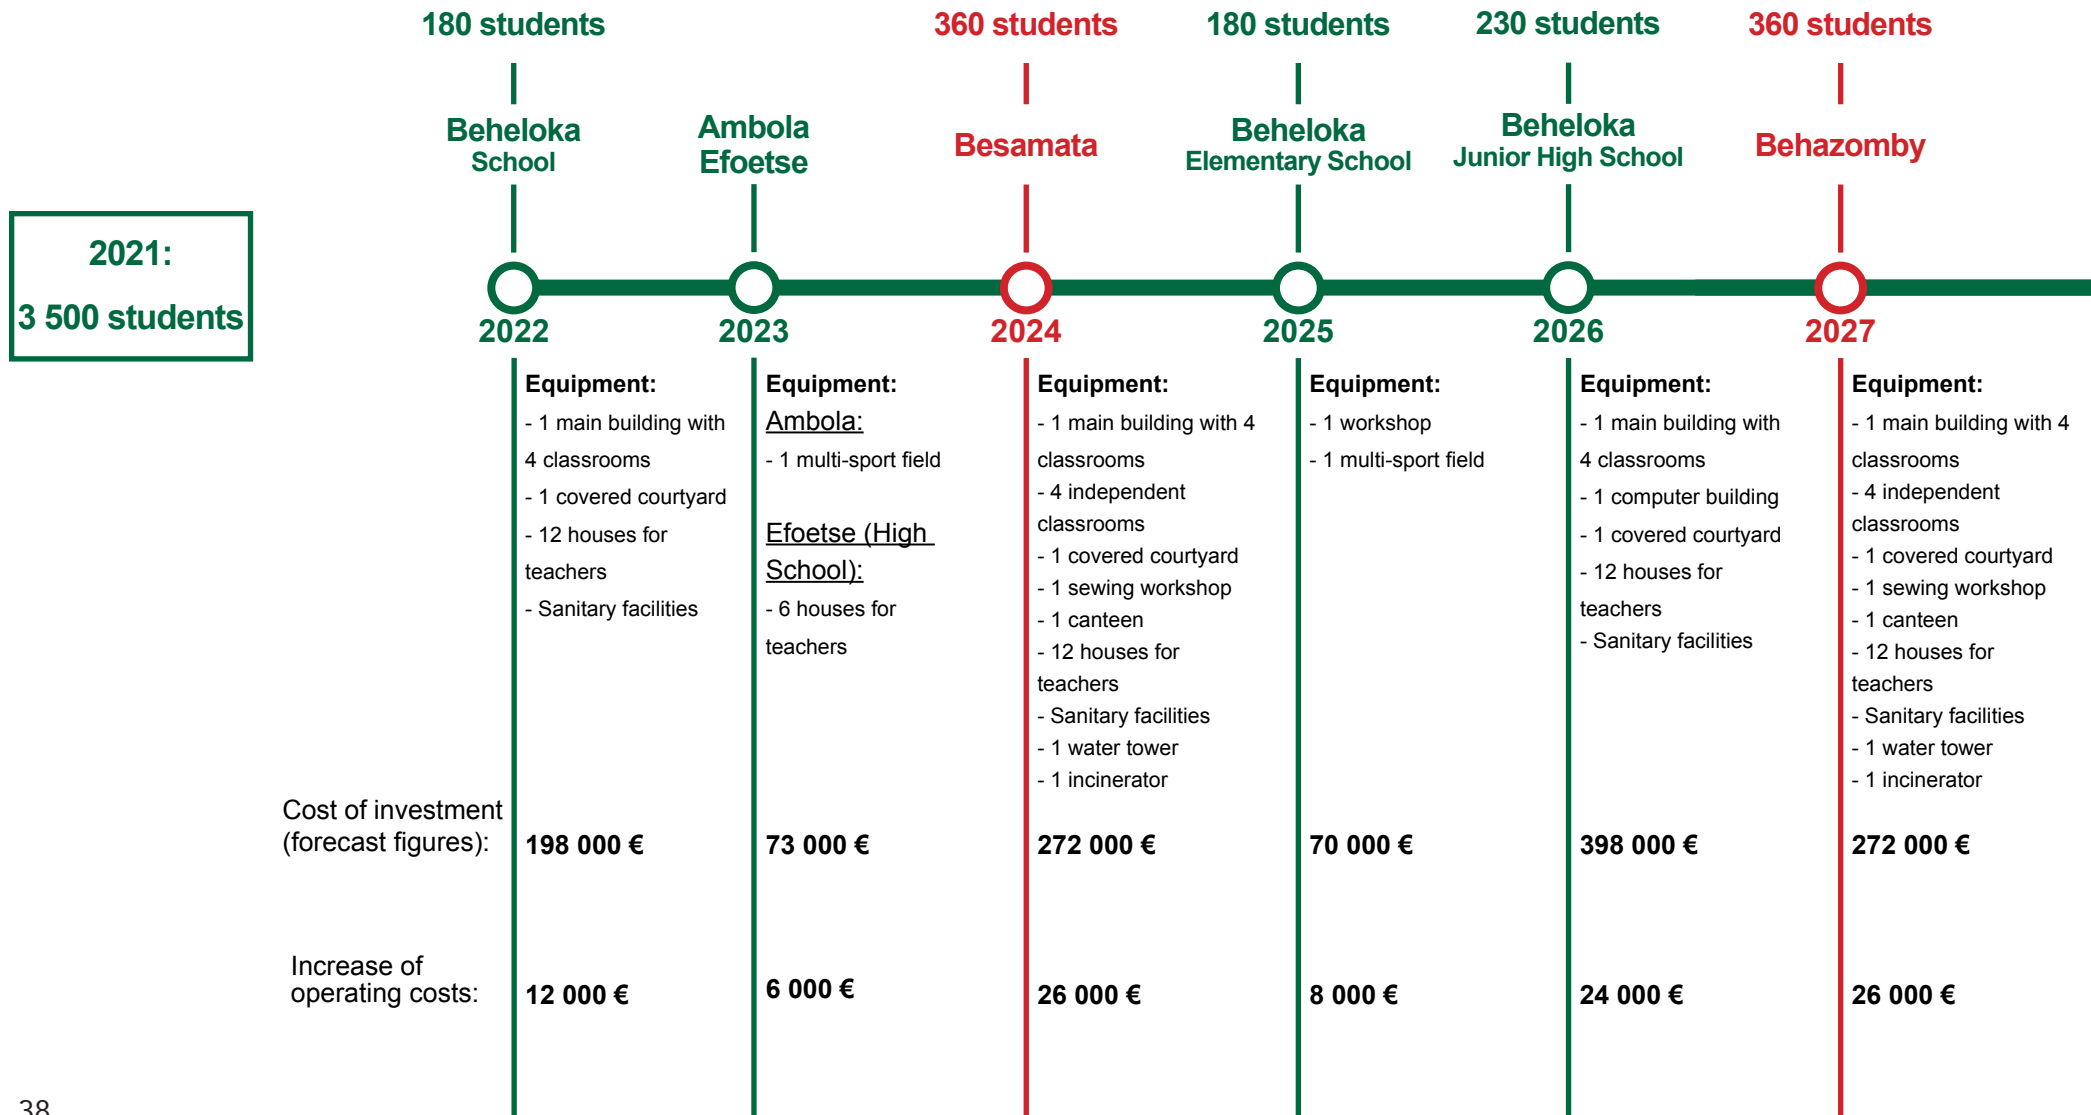 180 students
360 students
180 students
230 students
360 students
Beheloka
School
Ambola
Efoetse
Besamata
Beheloka
Elementary School
Beheloka
Junior High School
Behazomby
2021:
3 500 students
2022
2023
2024
2025
2026
2027
Equipment:
- 1 main building with
4 classrooms
- 1 covered courtyard
- 12 houses for
teachers
- Sanitary facilities
Equipment:
Ambola:
- 1 multi-sport field
Efoetse (High
School):
- 6 houses for
teachers
Equipment:
- 1 main building with 4
classrooms
- 4 independent
classrooms
- 1 covered courtyard
- 1 sewing workshop
- 1 canteen
- 12 houses for
teachers
- Sanitary facilities
- 1 water tower
- 1 incinerator
Equipment:
- 1 workshop
- 1 multi-sport field
Equipment:
- 1 main building with
4 classrooms
- 1 computer building
- 1 covered courtyard
- 12 houses for
teachers
- Sanitary facilities
Equipment:
- 1 main building with 4
classrooms
- 4 independent
classrooms
- 1 covered courtyard
- 1 sewing workshop
- 1 canteen
- 12 houses for
teachers
- Sanitary facilities
- 1 water tower
- 1 incinerator
Cost of investment
(forecast figures):
198 000 €
73 000 €
272 000 €
70 000 €
398 000 €
272 000 €
Increase of
operating costs:
12 000 €
6 000 €
26 000 €
8 000 €
24 000 €
26 000 €
38